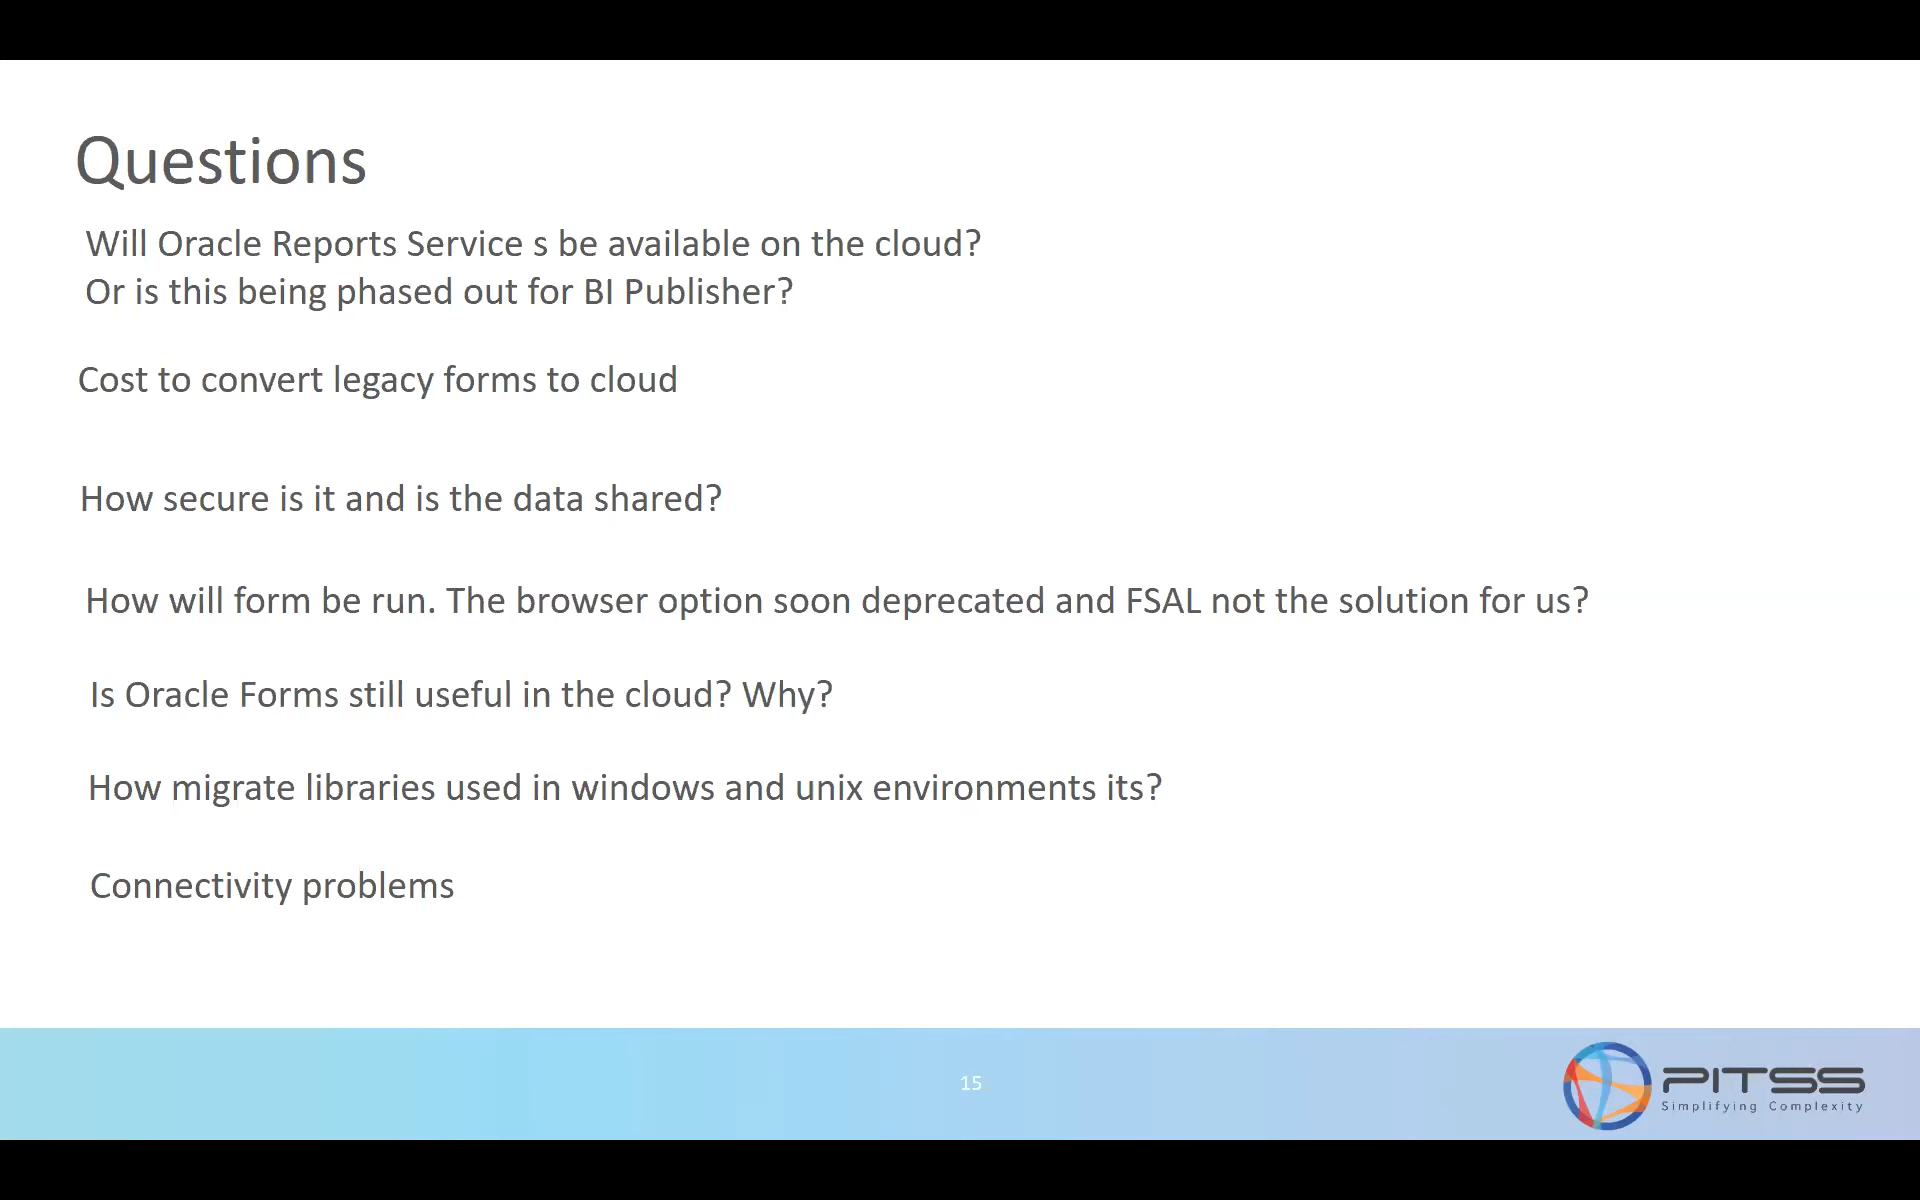 Questions
Will Oracle Reports Service s be available on the cloud?
Or is this being phased out for BI Publisher?
Cost to convert legacy forms to cloud
How secure is it and is the data shared?
How will form be run. The browser option soon deprecated and FSAL not the solution for us?
Is Oracle Forms still useful in the cloud? Why?
How migrate libraries used in windows and unix environments its?
Connectivity problems
15
PITSS
Simplifying Complexity